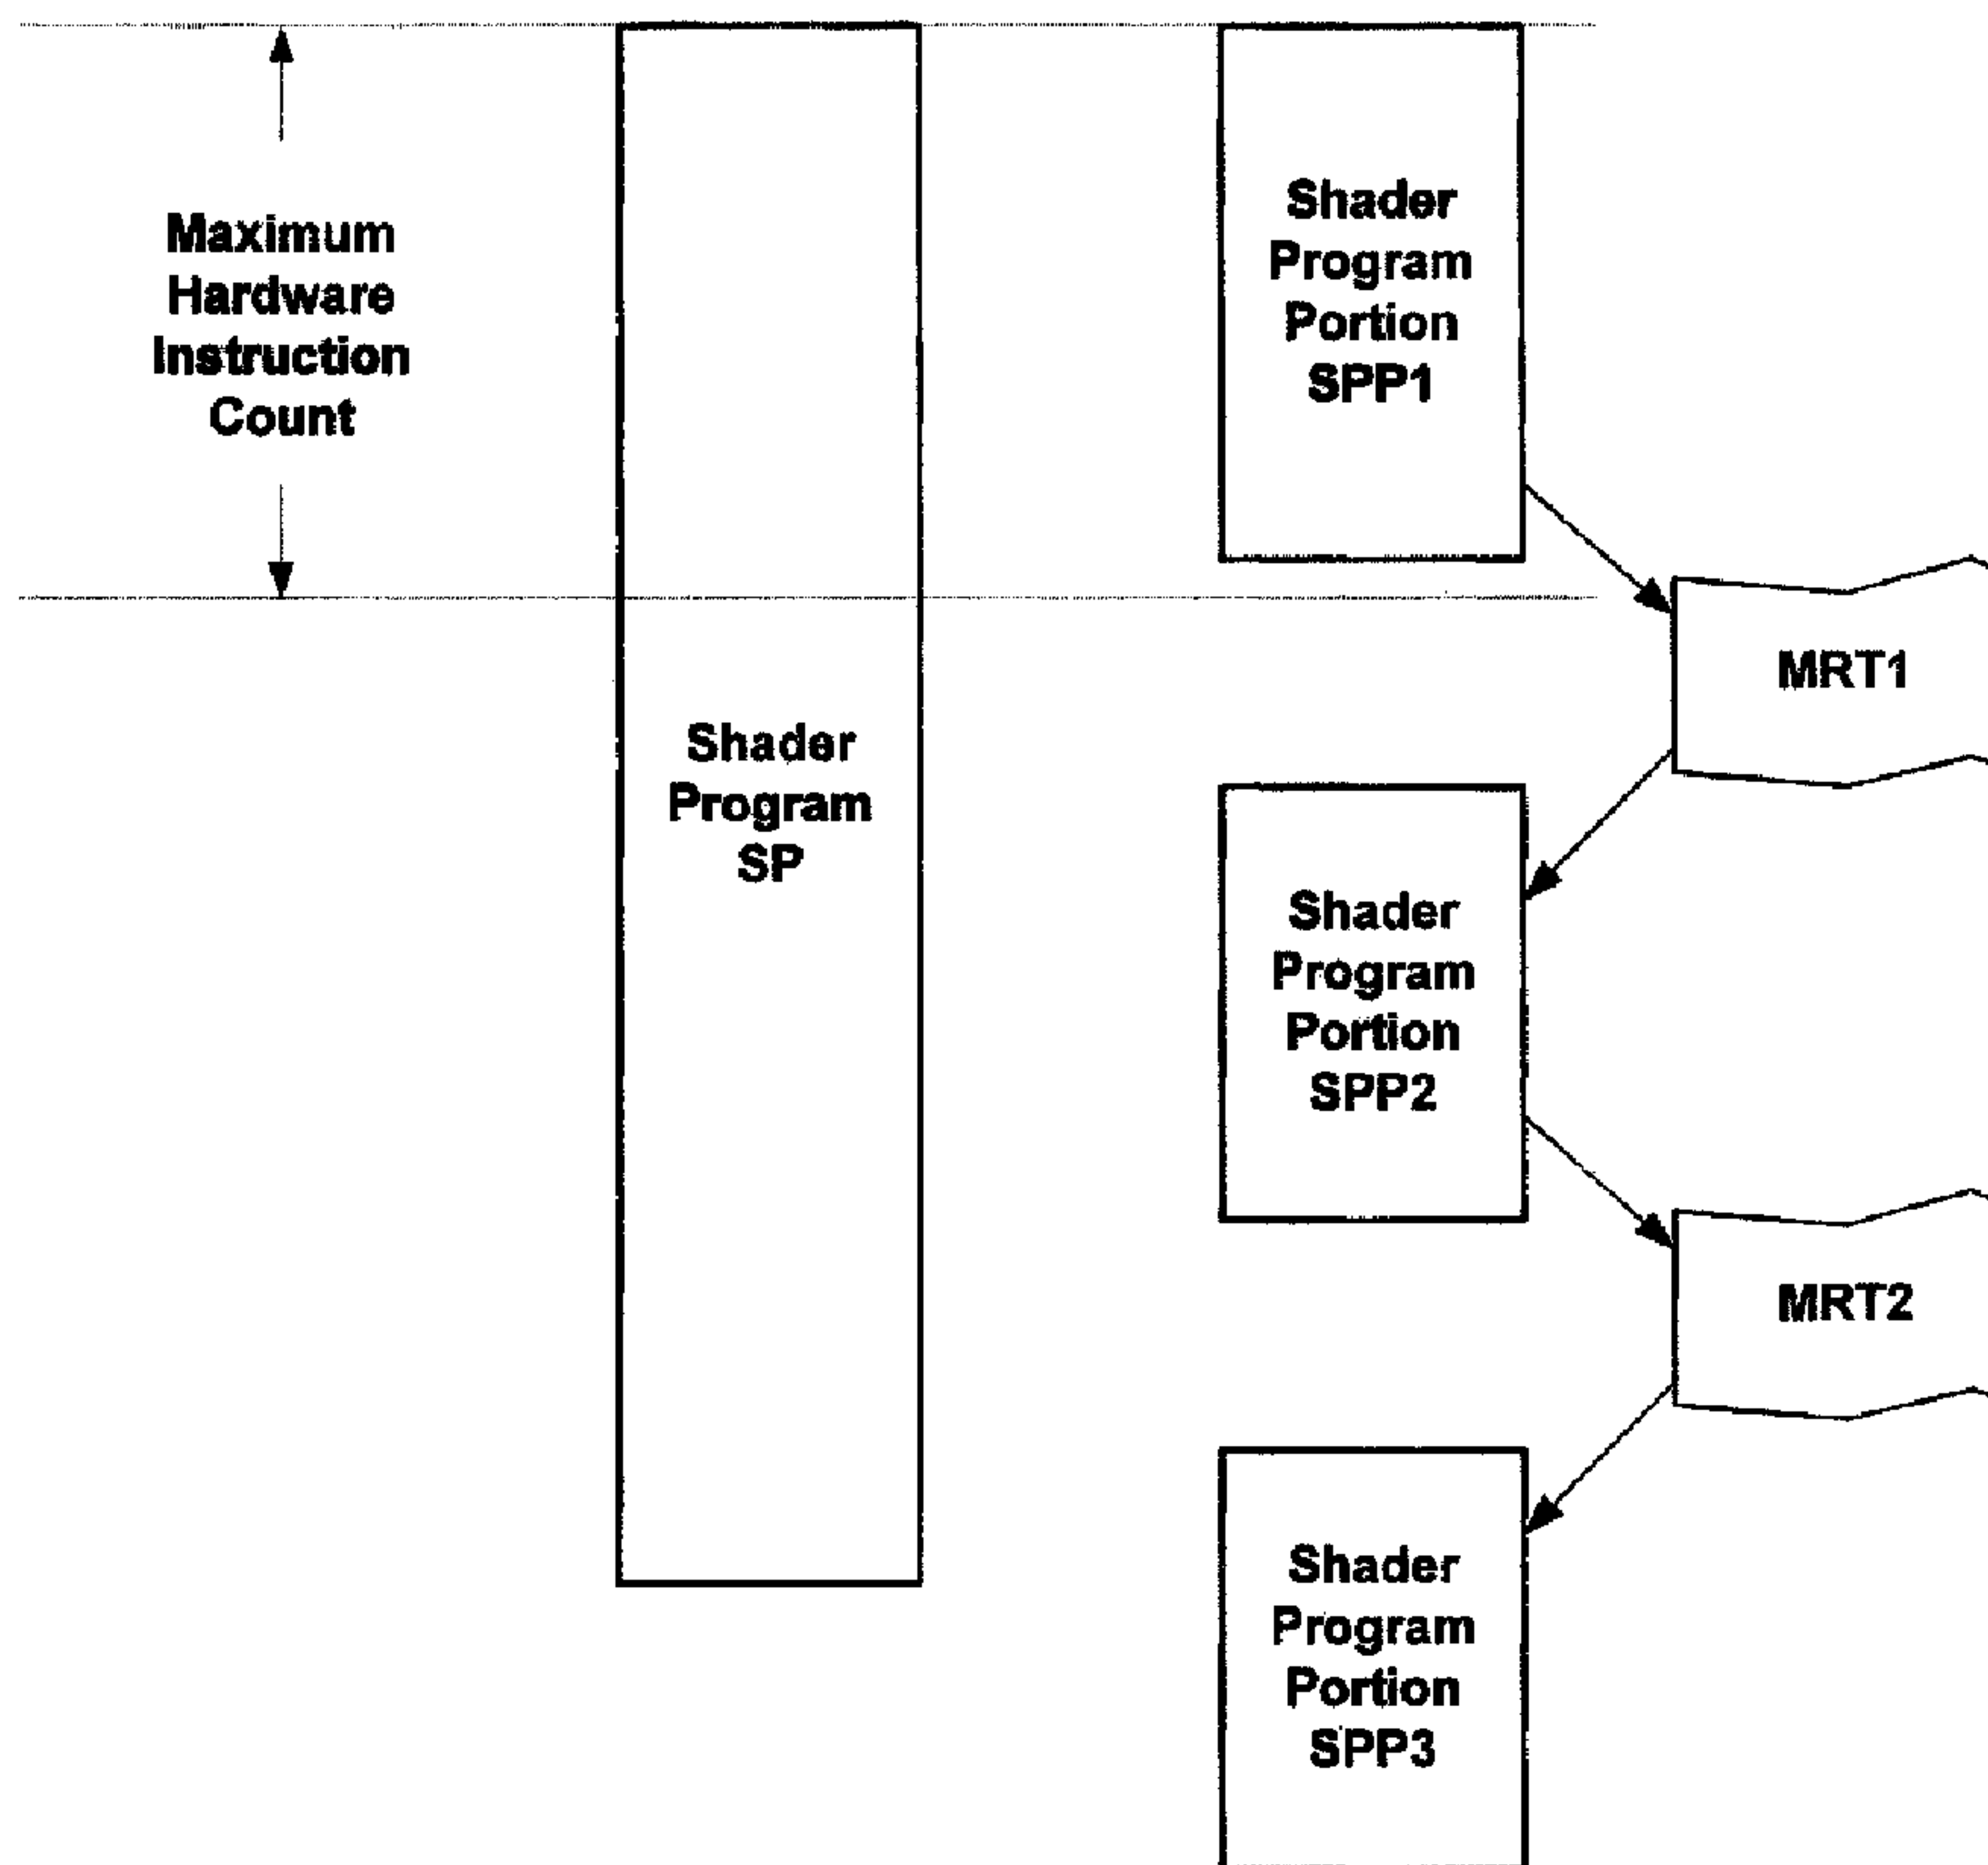 Maximum
Hardware
Instruction
Count
Shader
Program
SP
Shader
Program
Portion
SPP1
MRT1
Shader
Program
Portion
SPP2
MRT2
Shader
Program
Portion
SPP3